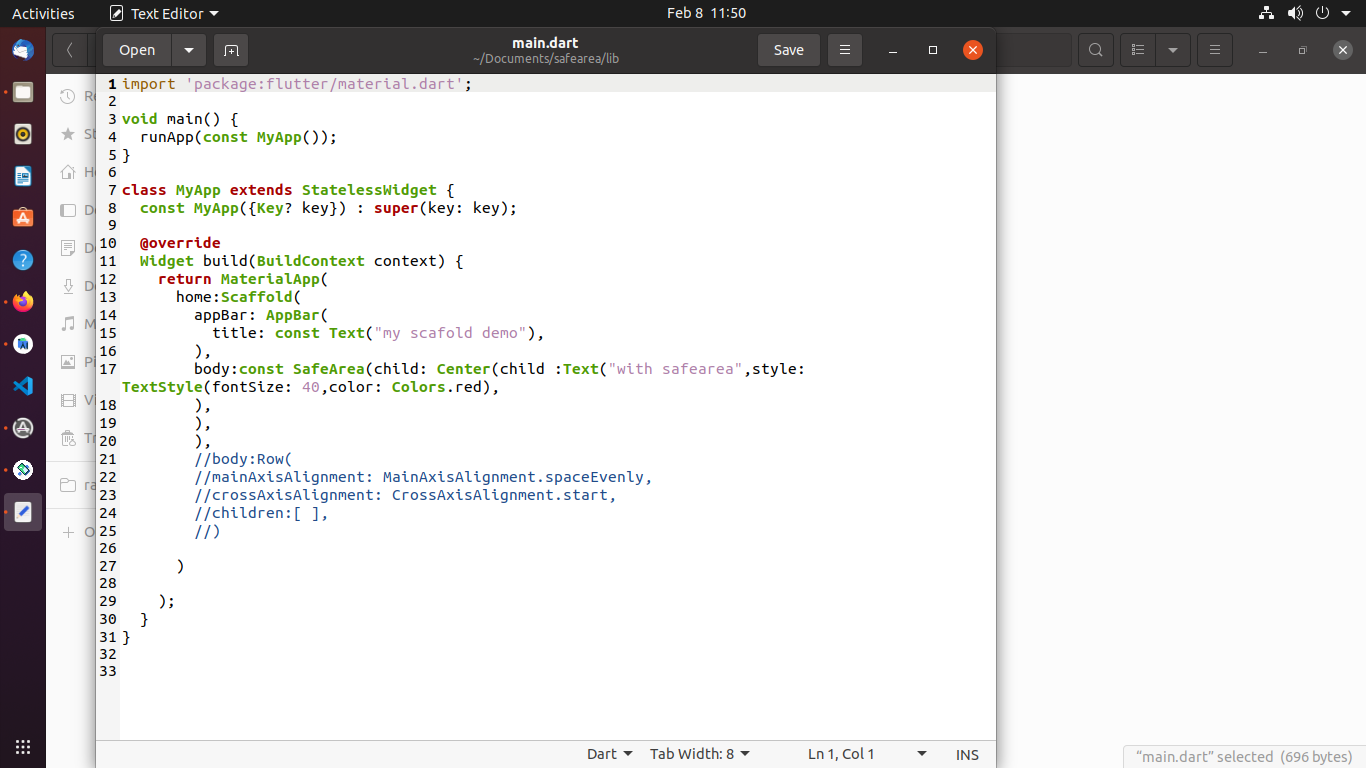 Activities Text Editor Feb 8 11:50
Open main.dart Save
~/Documents/safearea/lib
1 import 'package:flutter/material.dart';
2
3 void main() {
4   runApp(const MyApp());
5 }
6
7 class MyApp extends StatelessWidget {
8   const MyApp({Key? key}) : super(key: key);
9
10   @override
11   Widget build(BuildContext context) {
12     return MaterialApp(
13       home:Scaffold(
14         appBar: AppBar(
15           title: const Text("my scafold demo"),
16         ),
17         body:const SafeArea(child: Center(child :Text("with safearea",style:
TextStyle(fontSize: 40,color: Colors.red),
18         ),
19         ),
20         ),
21         //body:Row(
22         //mainAxisAlignment: MainAxisAlignment.spaceEvenly,
23         //crossAxisAlignment: CrossAxisAlignment.start,
24         //children:[ ],
25         //)
26
27       )
28
29     );
30   }
31 }
32
33
Dart Tab Width: 8 Ln 1, Col 1 INS
“main.dart” selected (696 bytes)